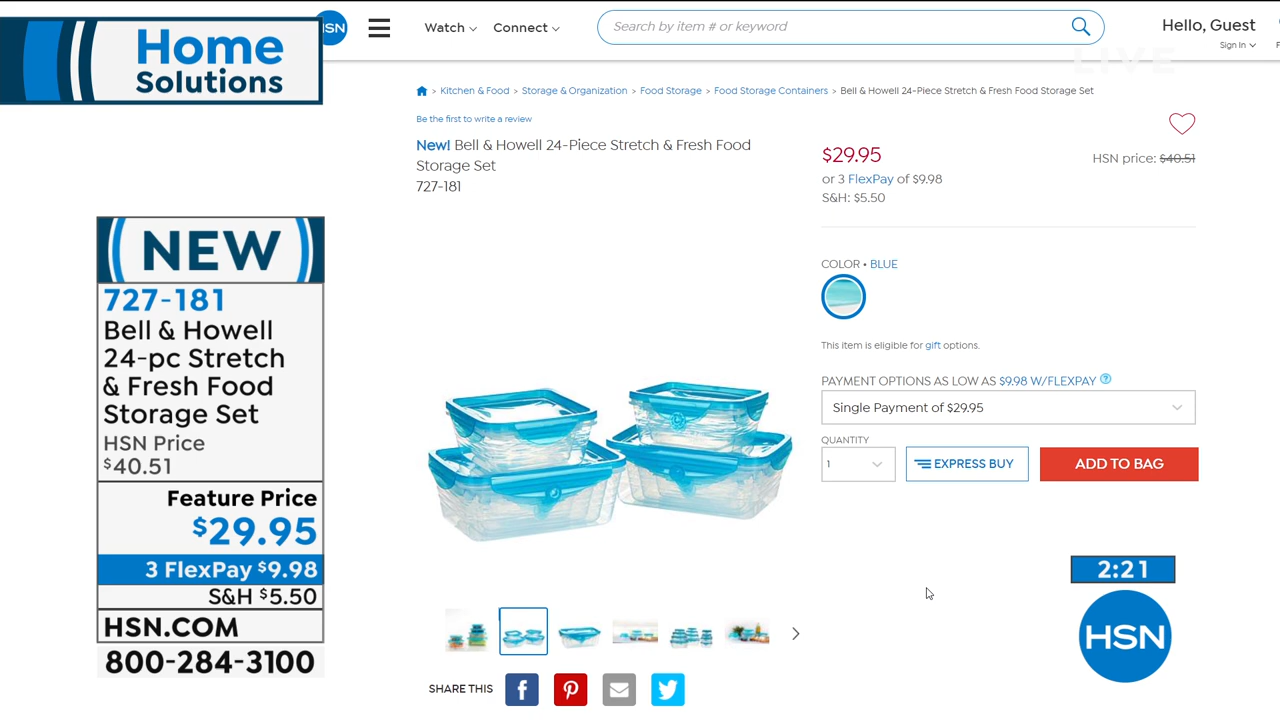 Home
Solutions
HSN
Watch
Connect
Search by item # or keyword
Hello, Guest
Sign In
LIVE
Kitchen & Food > Storage & Organization > Food Storage > Food Storage Containers > Bell & Howell 24-Piece Stretch & Fresh Food Storage Set
Be the first to write a review
New! Bell & Howell 24-Piece Stretch & Fresh Food
Storage Set
727-181
$29.95
HSN price: $40.51
or 3 FlexPay of $9.98
S&H: $5.50
COLOR • BLUE
This item is eligible for gift options.
PAYMENT OPTIONS AS LOW AS $9.98 W/FLEXPAY ?
Single Payment of $29.95
QUANTITY
1
EXPRESS BUY
ADD TO BAG
NEW
727-181
Bell & Howell
24-pc Stretch
& Fresh Food
Storage Set
HSN Price
$40.51
Feature Price
$29.95
3 FlexPay $9.98
S&H $5.50
HSN.COM
800-284-3100
SHARE THIS
2:21
HSN